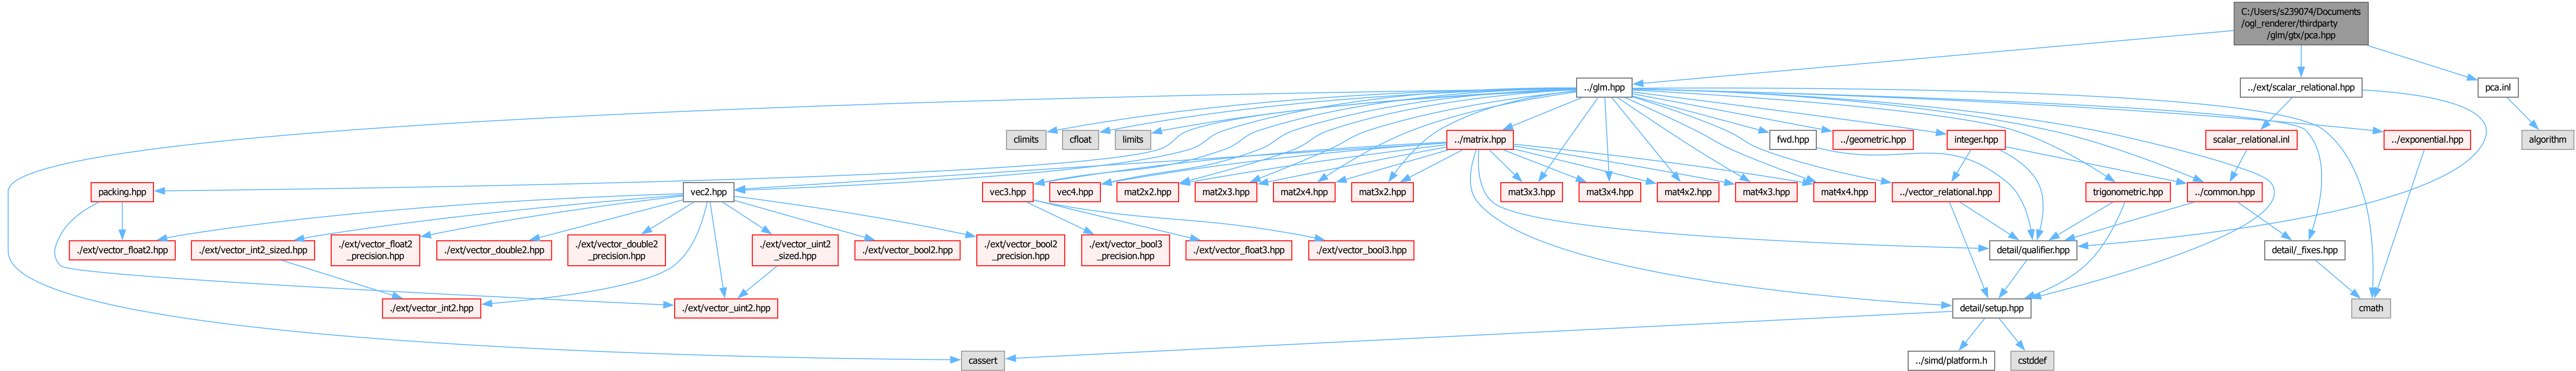 C:/Users/s239074/Documents
/ogl_renderer/thirdparty
/glm/gtx/pca.hpp
../glm.hpp
../ext/scalar_relational.hpp
pca.inl
climits
cfloat
limits
../matrix.hpp
fwd.hpp
../geometric.hpp
integer.hpp
scalar_relational.inl
../exponential.hpp
algorithm
packing.hpp
vec2.hpp
vec3.hpp
vec4.hpp
mat2x2.hpp
mat2x3.hpp
mat2x4.hpp
mat3x2.hpp
mat3x3.hpp
mat3x4.hpp
mat4x2.hpp
mat4x3.hpp
mat4x4.hpp
../vector_relational.hpp
trigonometric.hpp
../common.hpp
./ext/vector_float2.hpp
./ext/vector_int2_sized.hpp
./ext/vector_float2
_precision.hpp
./ext/vector_double2.hpp
./ext/vector_double2
_precision.hpp
./ext/vector_uint2
_sized.hpp
./ext/vector_bool2.hpp
./ext/vector_bool2
_precision.hpp
./ext/vector_bool3
_precision.hpp
./ext/vector_float3.hpp
./ext/vector_bool3.hpp
detail/qualifier.hpp
detail/_fixes.hpp
./ext/vector_int2.hpp
./ext/vector_uint2.hpp
detail/setup.hpp
cmath
cassert
../simd/platform.h
cstddef